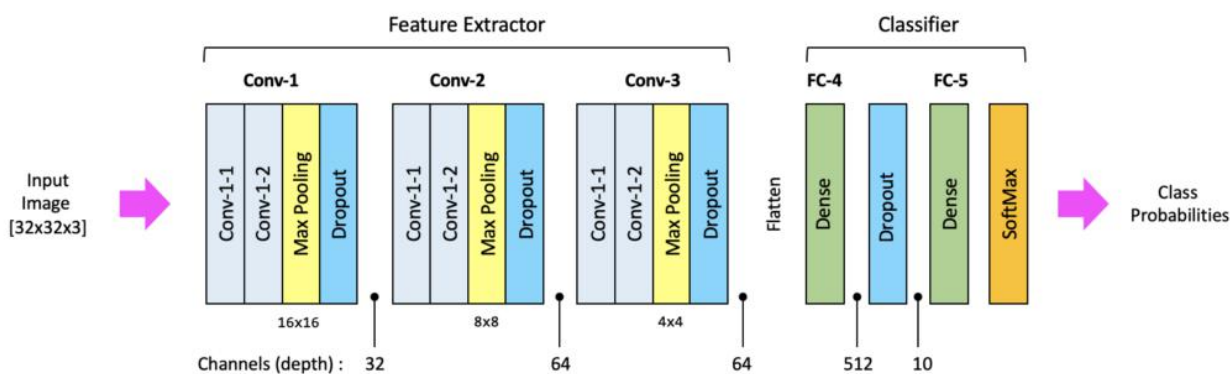 Feature Extractor
Classifier
Conv-1
Conv-2
Conv-3
FC-4
FC-5
Input
Image
[32x32x3]
Conv-1-1
Conv-1-2
Max Pooling
Dropout
Conv-1-1
Conv-1-2
Max Pooling
Dropout
Conv-1-1
Conv-1-2
Max Pooling
Dropout
Flatten
Dense
Dropout
Dense
SoftMax
Class
Probabilities
16x16
8x8
4x4
Channels (depth) : 32 64 64 512 10